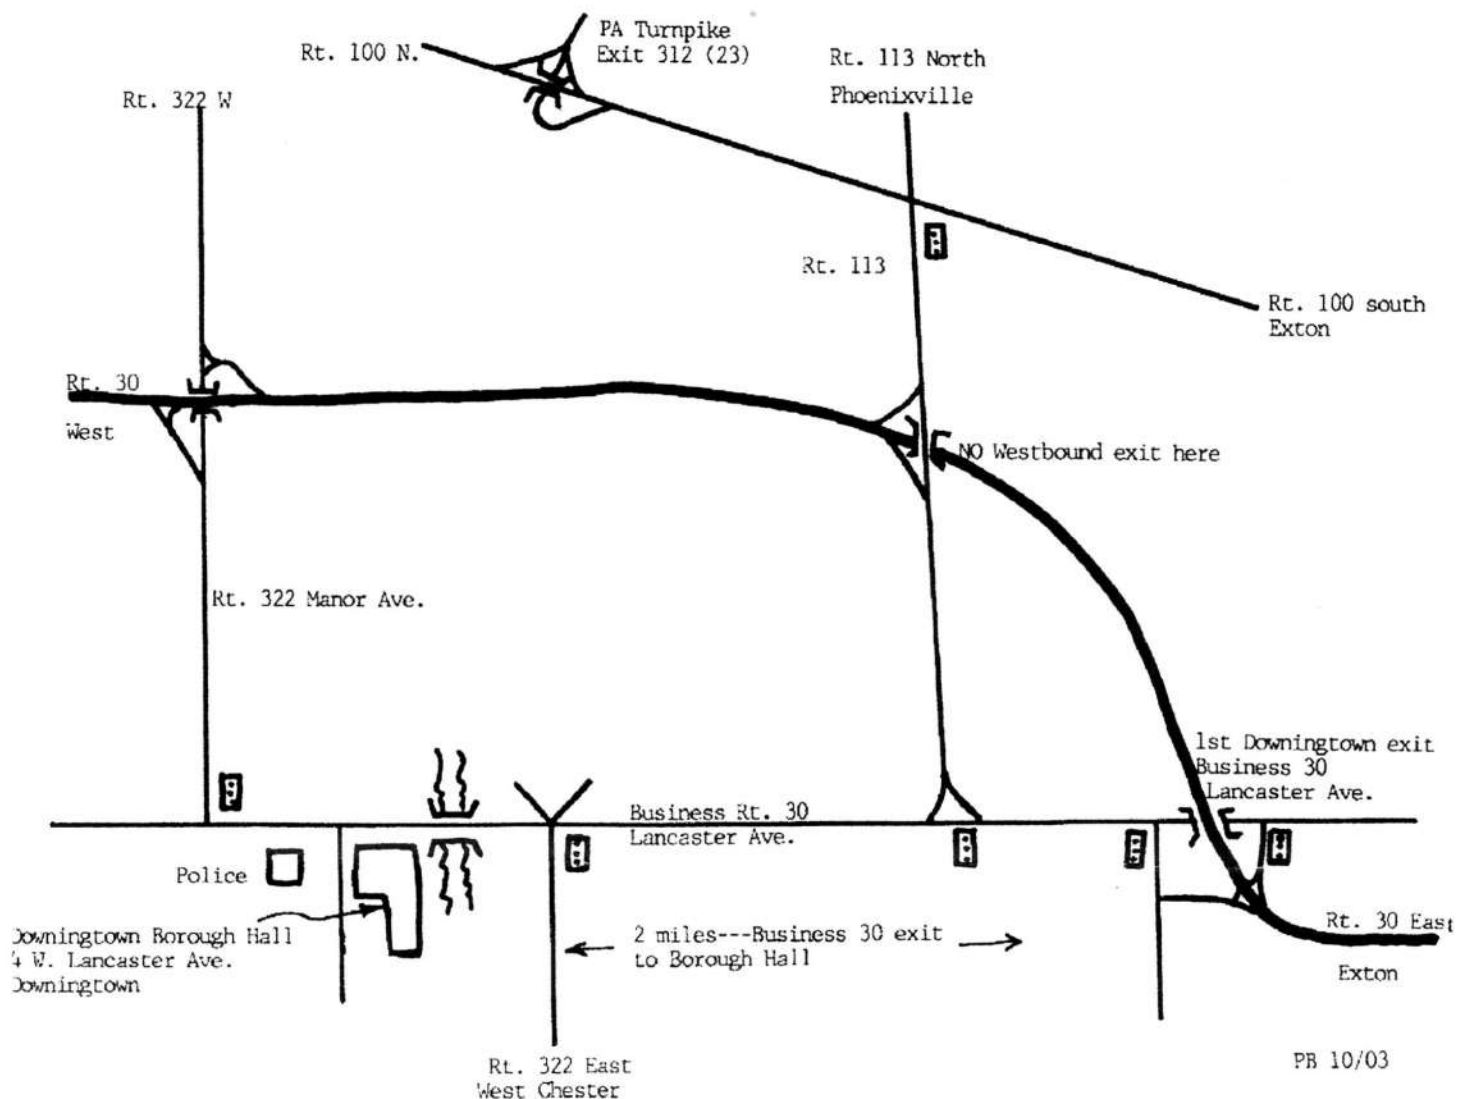 PA Turnpike
Exit 312 (23)
Rt. 100 N.
Rt. 113 North
Phoenixville
Rt. 322 W
Rt. 113
Rt. 100 south
Exton
Rt. 30
West
NO Westbound exit here
Rt. 322 Manor Ave.
1st Downingtown exit
Business 30
Lancaster Ave.
Business Rt. 30
Lancaster Ave.
Police
Downingtown Borough Hall
4 W. Lancaster Ave.
Downingtown
2 miles---Business 30 exit
to Borough Hall
Rt. 30 East
Exton
Rt. 322 East
West Chester
PB 10/03